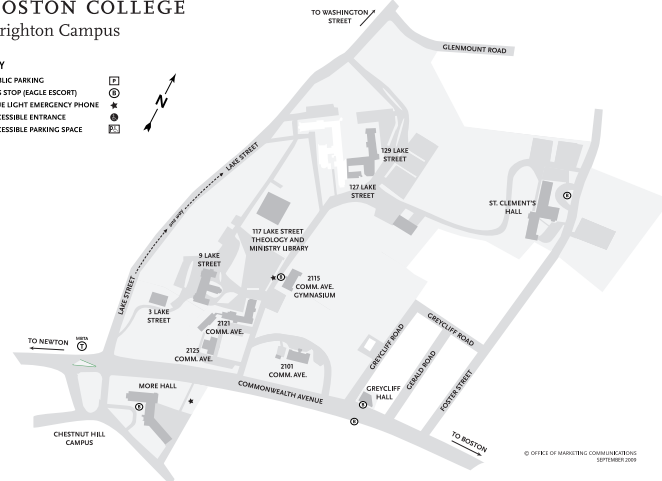 OSTON COLLEGE
righton Campus
Y
BLIC PARKING P
S STOP (EAGLE ESCORT) B
UE LIGHT EMERGENCY PHONE
CESSIBLE ENTRANCE
CESSIBLE PARKING SPACE
N
TO WASHINGTON
STREET
GLENMOUNT ROAD
LAKE STREET
one way
LAKE STREET
129 LAKE
STREET
127 LAKE
STREET
ST. CLEMENT'S
HALL
B
117 LAKE STREET
THEOLOGY AND
MINISTRY LIBRARY
9 LAKE
STREET
B
2115
COMM. AVE.
GYMNASIUM
3 LAKE
STREET
2121
COMM. AVE.
2125
COMM. AVE.
2101
COMM. AVE.
GREYCLIFF ROAD
GREYCLIFF ROAD
GERALD ROAD
FOSTER STREET
TO NEWTON
MBTA
T
COMMONWEALTH AVENUE
MORE HALL
B
GREYCLIFF
HALL
B
B
CHESTNUT HILL
CAMPUS
TO BOSTON
© OFFICE OF MARKETING COMMUNICATIONS
SEPTEMBER 2009